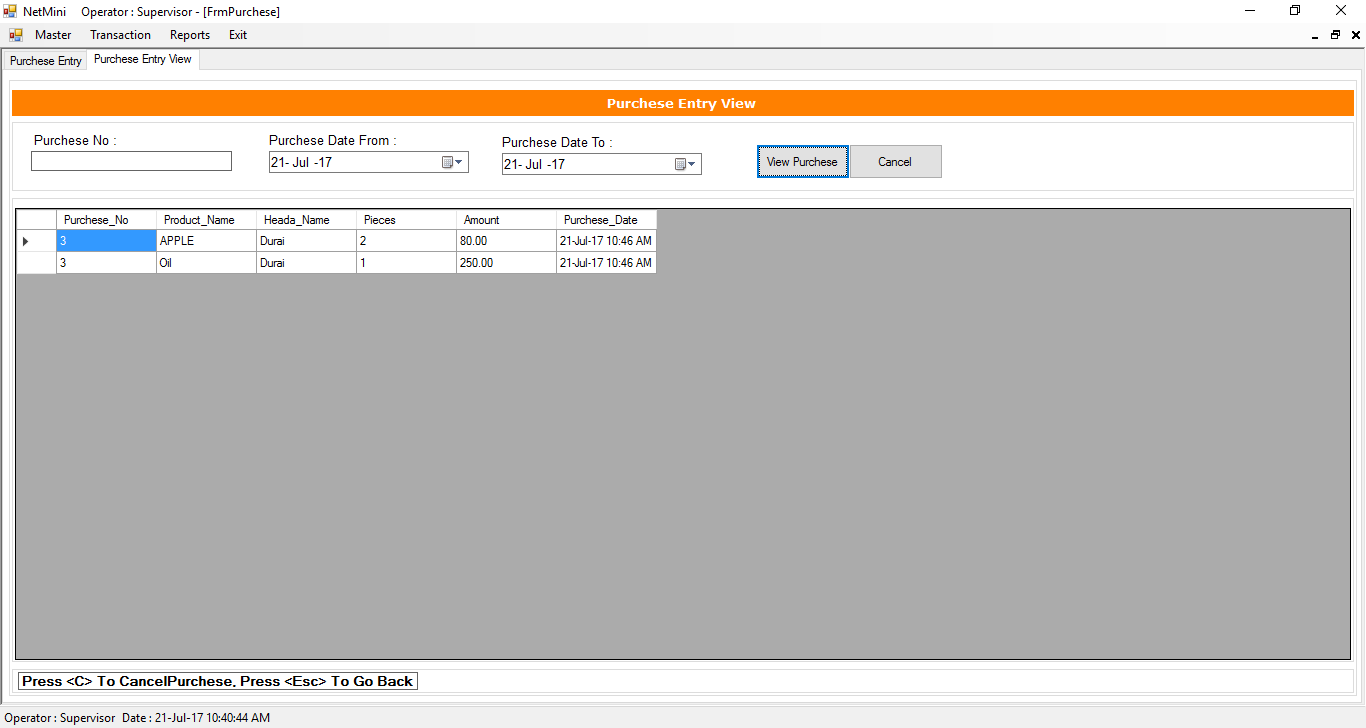 NetMini Operator : Supervisor - [FrmPurchese]
Master Transaction Reports Exit
Purchese Entry Purchese Entry View
Purchese Entry View
Purchese No : Purchese Date From : Purchese Date To :
21- Jul -17 21- Jul -17 View Purchese Cancel
Purchese_No Product_Name Heada_Name Pieces Amount Purchese_Date
3 APPLE Durai 2 80.00 21-Jul-17 10:46 AM
3 Oil Durai 1 250.00 21-Jul-17 10:46 AM
Press <C> To CancelPurchese, Press <Esc> To Go Back
Operator : Supervisor Date : 21-Jul-17 10:40:44 AM